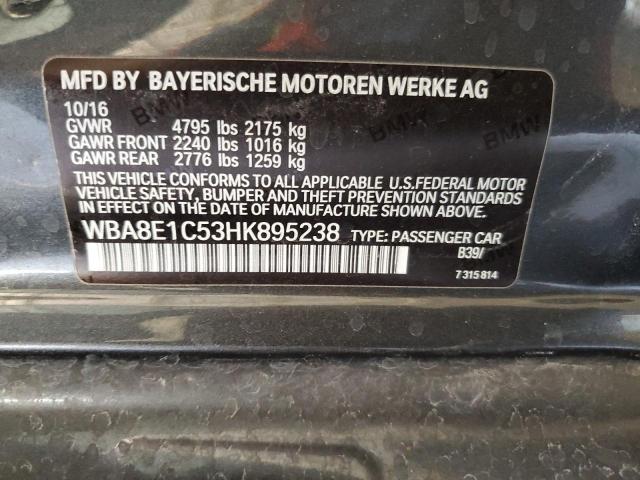 MFD BY BAYERISCHE MOTOREN WERKE AG
10/16
GVWR 4795 lbs 2175 kg
GAWR FRONT 2240 lbs 1016 kg
GAWR REAR 2776 lbs 1259 kg
THIS VEHICLE CONFORMS TO ALL APPLICABLE U.S.FEDERAL MOTOR
VEHICLE SAFETY, BUMPER AND THEFT PREVENTION STANDARDS
IN EFFECT ON THE DATE OF MANUFACTURE SHOWN ABOVE.
WBA8E1C53HK895238 TYPE: PASSENGER CAR
B39/
7 315 814